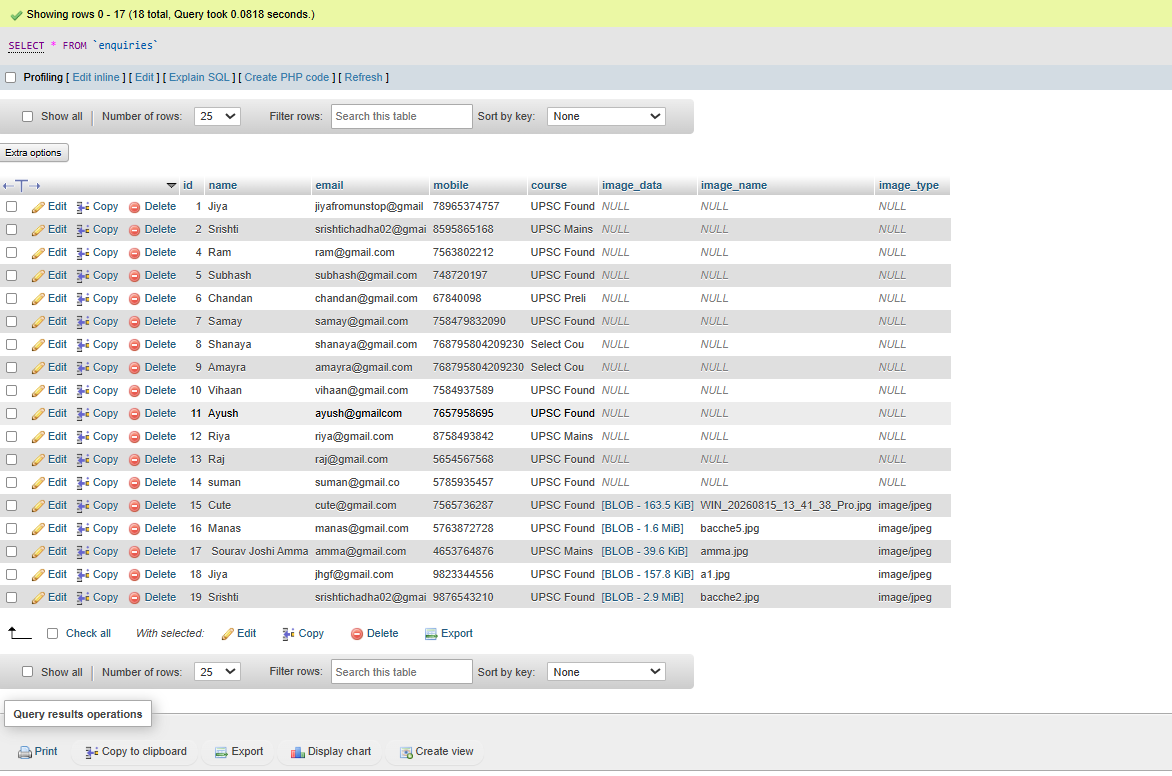 Showing rows 0 - 17 (18 total, Query took 0.0818 seconds.)
SELECT * FROM `enquiries`
Profiling [ Edit inline ] [ Edit ] [ Explain SQL ] [ Create PHP code ] [ Refresh ]
Show all | Number of rows: 25 Filter rows: Search this table Sort by key: None
Extra options
←T→ id name email mobile course image_data image_name image_type
Edit Copy Delete 1 Jiya jiyafromunstop@gmail 78965374757 UPSC Found NULL NULL NULL
Edit Copy Delete 2 Srishti srishtichadha02@gmai 8595865168 UPSC Mains NULL NULL NULL
Edit Copy Delete 4 Ram ram@gmail.com 7563802212 UPSC Found NULL NULL NULL
Edit Copy Delete 5 Subhash subhash@gmail.com 748720197 UPSC Found NULL NULL NULL
Edit Copy Delete 6 Chandan chandan@gmail.com 67840098 UPSC Preli NULL NULL NULL
Edit Copy Delete 7 Samay samay@gmail.com 758479832090 UPSC Found NULL NULL NULL
Edit Copy Delete 8 Shanaya shanaya@gmail.com 768795804209230 Select Cou NULL NULL NULL
Edit Copy Delete 9 Amayra amayra@gmail.com 768795804209230 Select Cou NULL NULL NULL
Edit Copy Delete 10 Vihaan vihaan@gmail.com 7584937589 UPSC Found NULL NULL NULL
Edit Copy Delete 11 Ayush ayush@gmailcom 7657958695 UPSC Found NULL NULL NULL
Edit Copy Delete 12 Riya riya@gmail.com 8758493842 UPSC Mains NULL NULL NULL
Edit Copy Delete 13 Raj raj@gmail.com 5654567568 UPSC Found NULL NULL NULL
Edit Copy Delete 14 suman suman@gmail.co 5785935457 UPSC Found NULL NULL NULL
Edit Copy Delete 15 Cute cute@gmail.com 7565736287 UPSC Found [BLOB - 163.5 KiB] WIN_20260815_13_41_38_Pro.jpg image/jpeg
Edit Copy Delete 16 Manas manas@gmail.com 5763872728 UPSC Found [BLOB - 1.6 MiB] bacche5.jpg image/jpeg
Edit Copy Delete 17 Sourav Joshi Amma amma@gmail.com 4653764876 UPSC Mains [BLOB - 39.6 KiB] amma.jpg image/jpeg
Edit Copy Delete 18 Jiya jhgf@gmail.com 9823344556 UPSC Found [BLOB - 157.8 KiB] a1.jpg image/jpeg
Edit Copy Delete 19 Srishti srishtichadha02@gmai 9876543210 UPSC Found [BLOB - 2.9 MiB] bacche2.jpg image/jpeg
Check all With selected: Edit Copy Delete Export
Show all | Number of rows: 25 Filter rows: Search this table Sort by key: None
Query results operations
Print Copy to clipboard Export Display chart Create view